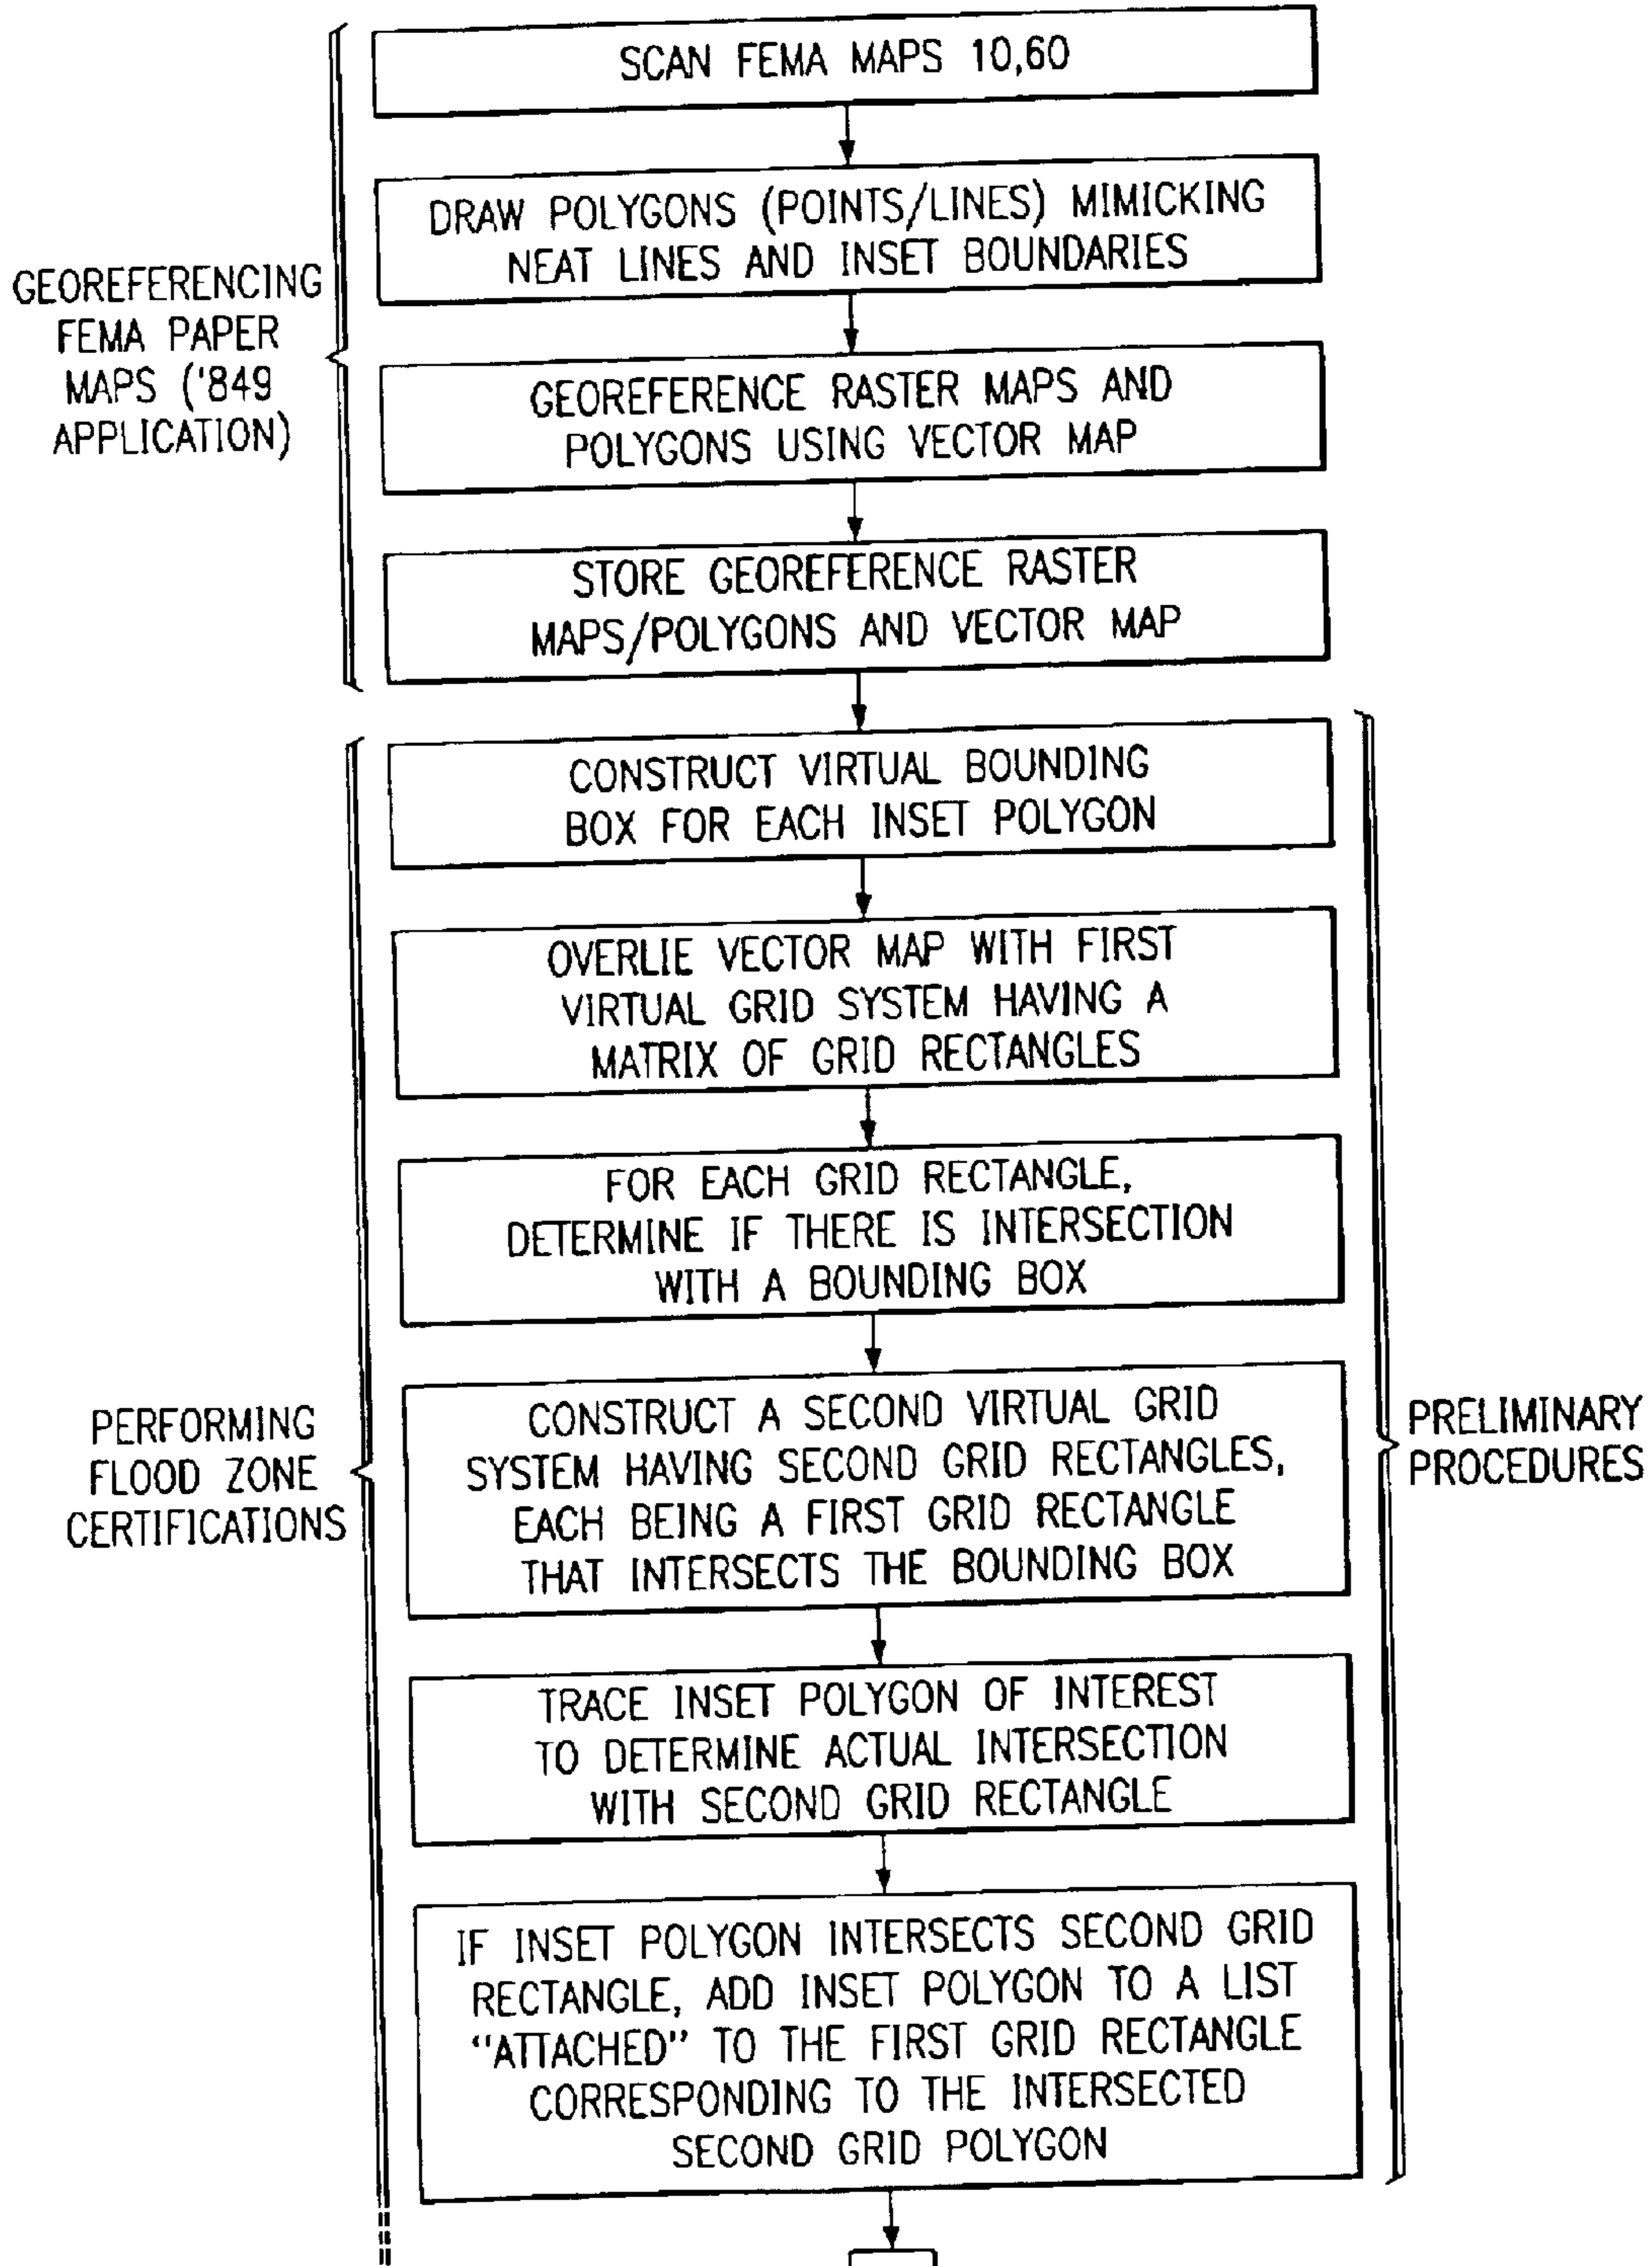 SCAN FEMA MAPS 10,60
DRAW POLYGONS (POINTS/LINES) MIMICKING
NEAT LINES AND INSET BOUNDARIES
GEOREFERENCING
FEMA PAPER
MAPS ('849
APPLICATION)
GEOREFERENCE RASTER MAPS AND
POLYGONS USING VECTOR MAP
STORE GEOREFERENCE RASTER
MAPS/POLYGONS AND VECTOR MAP
CONSTRUCT VIRTUAL BOUNDING
BOX FOR EACH INSET POLYGON
OVERLIE VECTOR MAP WITH FIRST
VIRTUAL GRID SYSTEM HAVING A
MATRIX OF GRID RECTANGLES
FOR EACH GRID RECTANGLE,
DETERMINE IF THERE IS INTERSECTION
WITH A BOUNDING BOX
PERFORMING
FLOOD ZONE
CERTIFICATIONS
CONSTRUCT A SECOND VIRTUAL GRID
SYSTEM HAVING SECOND GRID RECTANGLES,
EACH BEING A FIRST GRID RECTANGLE
THAT INTERSECTS THE BOUNDING BOX
PRELIMINARY
PROCEDURES
TRACE INSET POLYGON OF INTEREST
TO DETERMINE ACTUAL INTERSECTION
WITH SECOND GRID RECTANGLE
IF INSET POLYGON INTERSECTS SECOND GRID
RECTANGLE, ADD INSET POLYGON TO A LIST
"ATTACHED" TO THE FIRST GRID RECTANGLE
CORRESPONDING TO THE INTERSECTED
SECOND GRID POLYGON